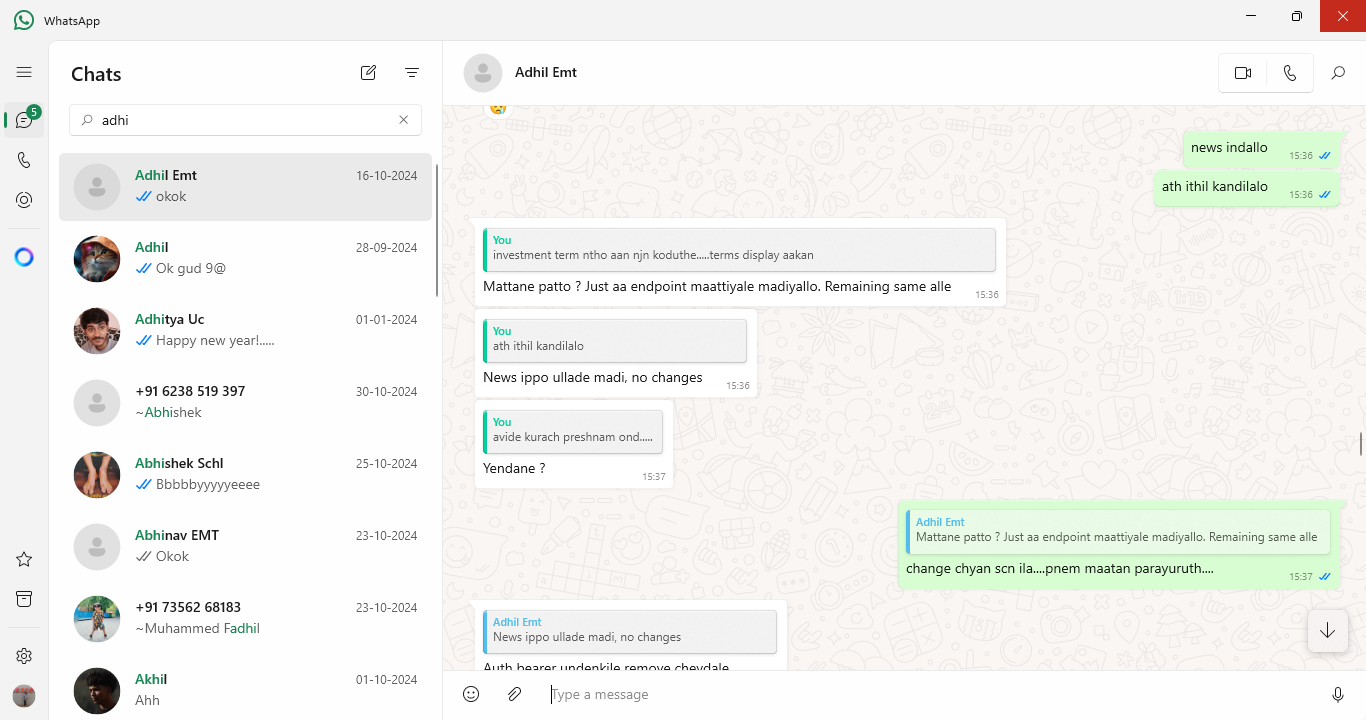 WhatsApp
Chats
5
adhi
Adhil Emt
16-10-2024
okok
Adhil
28-09-2024
Ok gud 9@
Adhitya Uc
01-01-2024
Happy new year!.....
+91 6238 519 397
30-10-2024
~Abhishek
Abhishek Schl
25-10-2024
Bbbbbyyyyyeeee
Abhinav EMT
23-10-2024
Okok
+91 73562 68183
23-10-2024
~Muhammed Fadhil
Akhil
01-10-2024
Ahh
Adhil Emt
news indallo
15:36
ath ithil kandilalo
15:36
You
investment term ntho aan njn koduthe.....terms display aakan
Mattane patto ? Just aa endpoint maattiyale madiyallo. Remaining same alle
15:36
You
ath ithil kandilalo
News ippo ullade madi, no changes
15:36
You
avide kurach preshnam ond.....
Yendane ?
15:37
Adhil Emt
Mattane patto ? Just aa endpoint maattiyale madiyallo. Remaining same alle
change chyan scn ila....pnem maatan parayuruth....
15:37
Adhil Emt
News ippo ullade madi, no changes
Auth bearer undenkile remove cheydale
Type a message